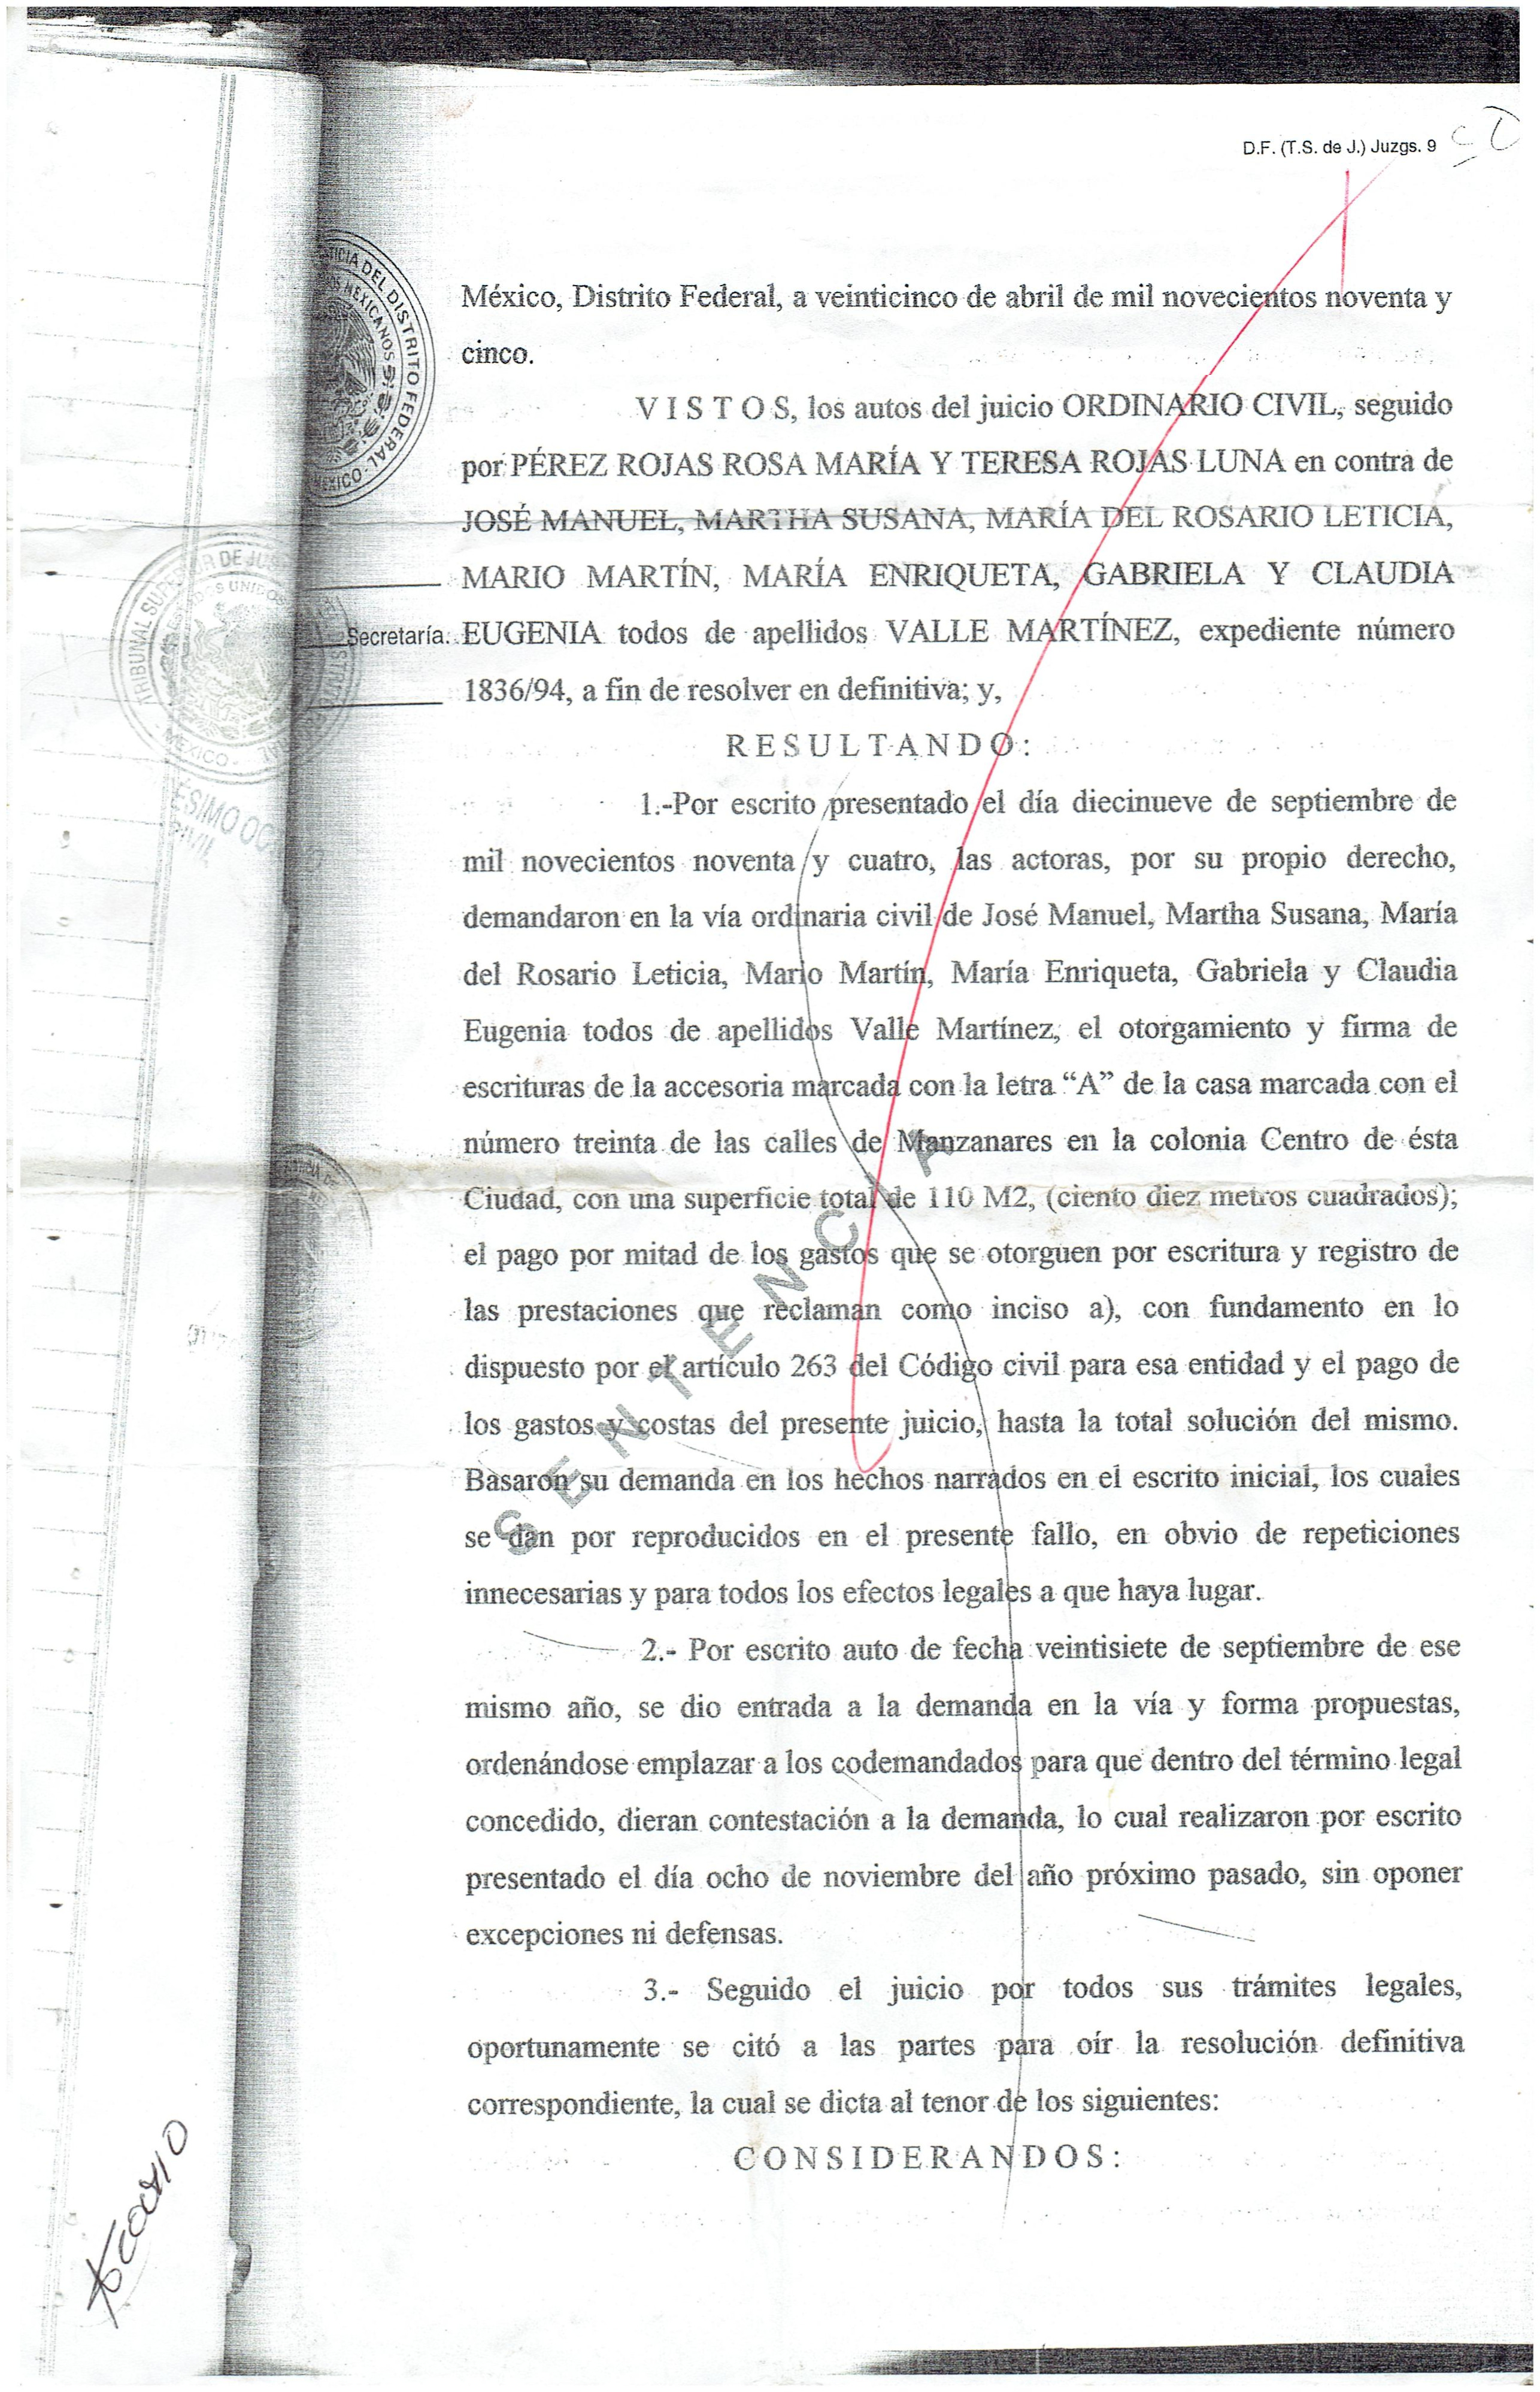 D.F. (T.S. de J.) Juzgs. 9
México, Distrito Federal, a veinticinco de abril de mil novecientos noventa y
cinco.
V I S T O S, los autos del juicio ORDINARIO CIVIL, seguido
por PÉREZ ROJAS ROSA MARÍA Y TERESA ROJAS LUNA en contra de
JOSÉ MANUEL, MARTHA SUSANA, MARÍA DEL ROSARIO LETICIA,
MARIO MARTÍN, MARÍA ENRIQUETA, GABRIELA Y CLAUDIA
Secretaría. EUGENIA todos de apellidos VALLE MARTÍNEZ, expediente número
1836/94, a fin de resolver en definitiva; y,
R E S U L T A N D O :
1.-Por escrito presentado el día diecinueve de septiembre de
mil novecientos noventa y cuatro, las actoras, por su propio derecho,
demandaron en la vía ordinaria civil de José Manuel, Martha Susana, María
del Rosario Leticia, Mario Martín, María Enriqueta, Gabriela y Claudia
Eugenia todos de apellidos Valle Martínez, el otorgamiento y firma de
escrituras de la accesoria marcada con la letra “A” de la casa marcada con el
número treinta de las calles de Manzanares en la colonia Centro de ésta
Ciudad, con una superficie total de 110 M2, (ciento diez metros cuadrados);
el pago por mitad de los gastos que se otorguen por escritura y registro de
las prestaciones que reclaman como inciso a), con fundamento en lo
dispuesto por el artículo 263 del Código civil para esa entidad y el pago de
los gastos y costas del presente juicio, hasta la total solución del mismo.
Basaron su demanda en los hechos narrados en el escrito inicial, los cuales
se dan por reproducidos en el presente fallo, en obvio de repeticiones
innecesarias y para todos los efectos legales a que haya lugar.
2.- Por escrito auto de fecha veintisiete de septiembre de ese
mismo año, se dio entrada a la demanda en la vía y forma propuestas,
ordenándose emplazar a los codemandados para que dentro del término legal
concedido, dieran contestación a la demanda, lo cual realizaron por escrito
presentado el día ocho de noviembre del año próximo pasado, sin oponer
excepciones ni defensas.
3.- Seguido el juicio por todos sus trámites legales,
oportunamente se citó a las partes para oír la resolución definitiva
correspondiente, la cual se dicta al tenor de los siguientes:
C O N S I D E R A N D O S :
SENTENCIA
TRIBUNAL
MEXICO
DEL DISTRITO FEDERAL
MEXICANOS